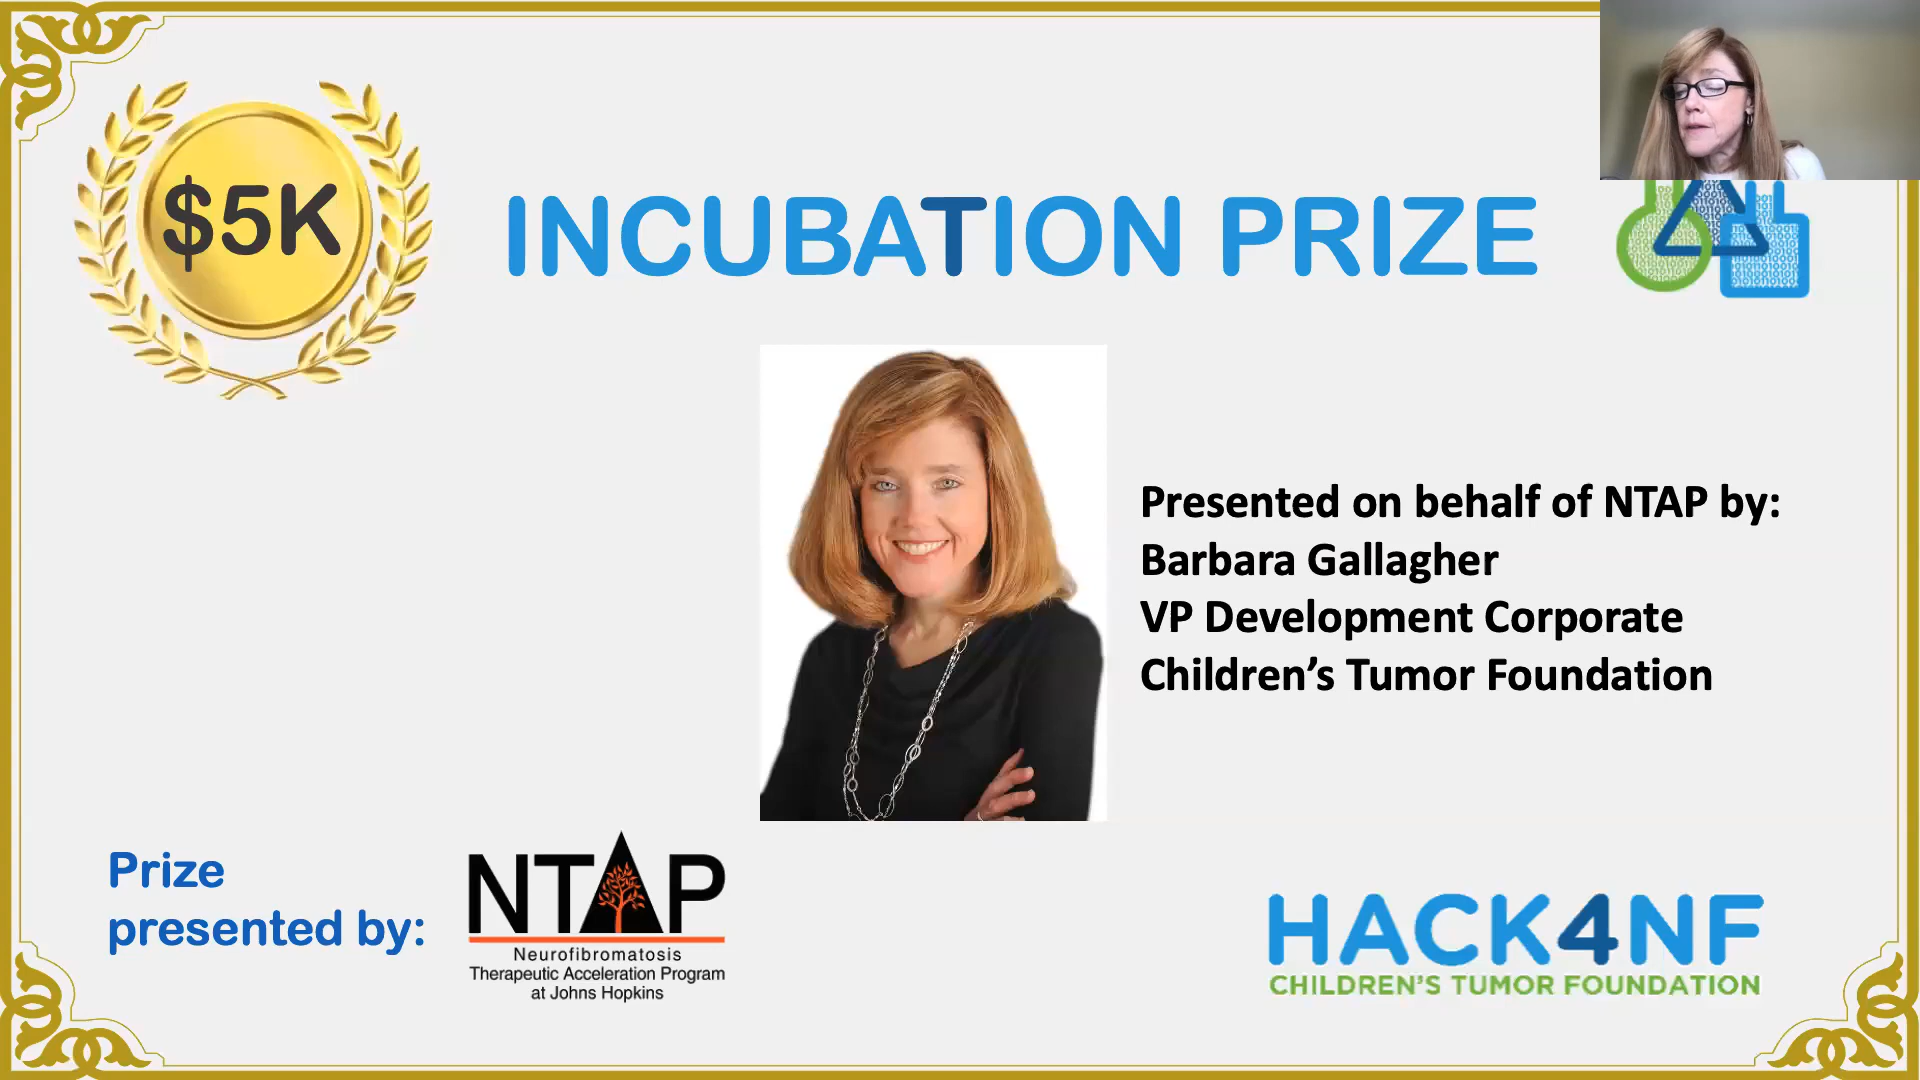 $5K
INCUBATION PRIZE
Presented on behalf of NTAP by:
Barbara Gallagher
VP Development Corporate
Children’s Tumor Foundation
Prize
presented by:
NTAP
Neurofibromatosis
Therapeutic Acceleration Program
at Johns Hopkins
HACK4NF
CHILDREN'S TUMOR FOUNDATION